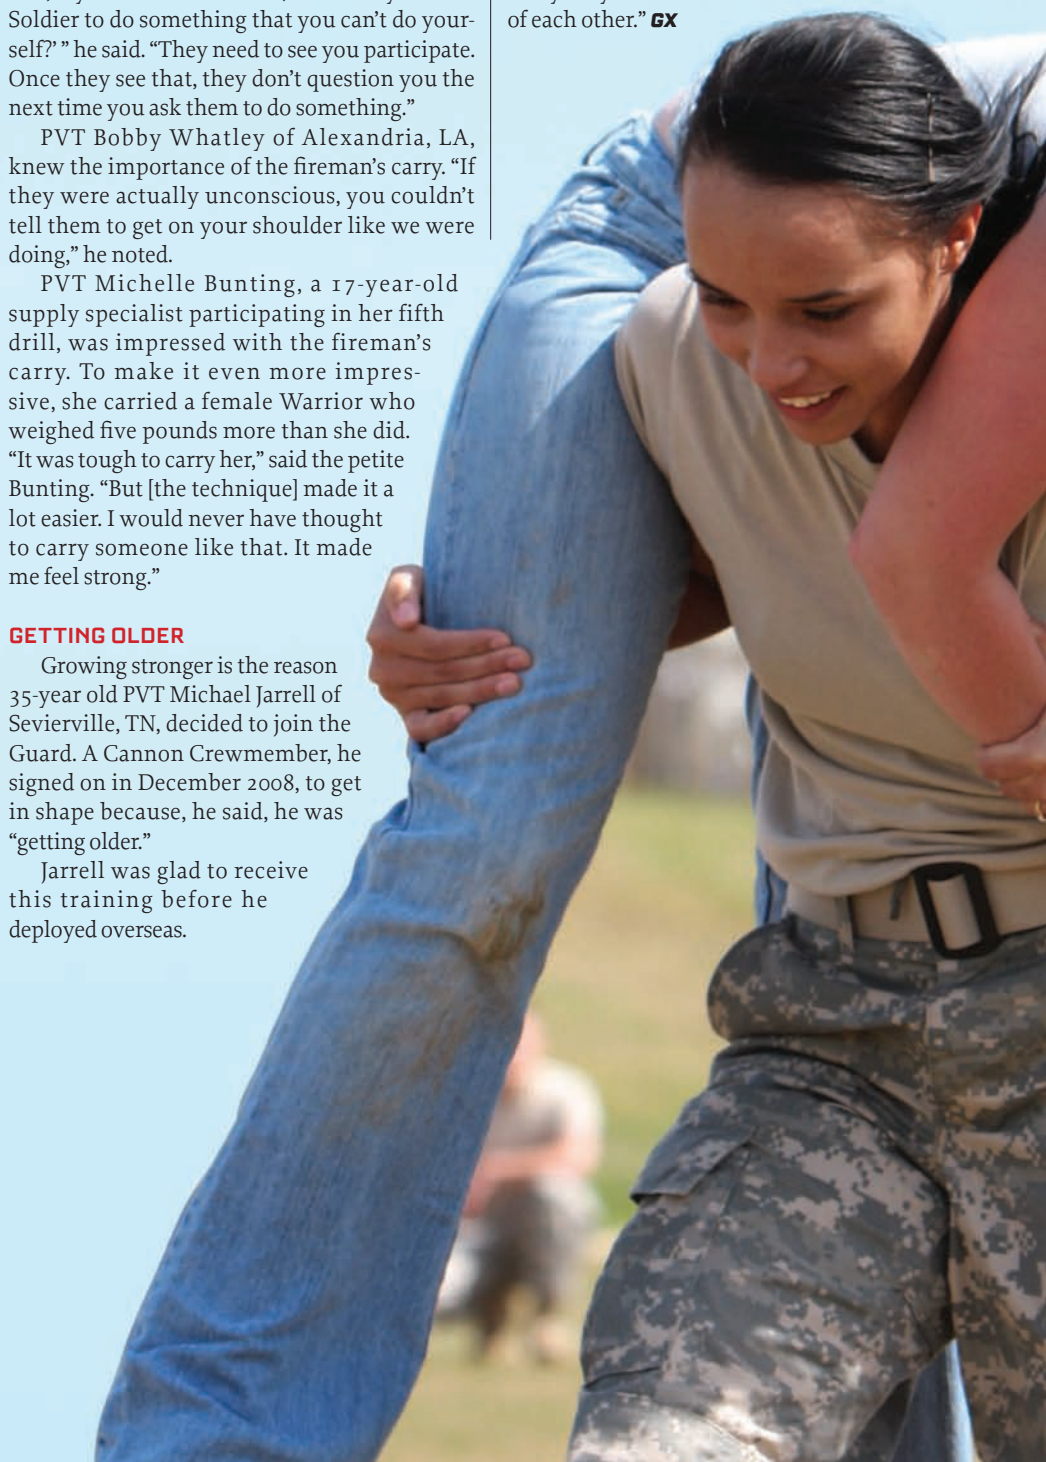 Soldier to do something that you can't do your-
self?' ” he said. “They need to see you participate.
Once they see that, they don’t question you the
next time you ask them to do something.”
PVT Bobby Whatley of Alexandria, LA,
knew the importance of the fireman’s carry. “If
they were actually unconscious, you couldn’t
tell them to get on your shoulder like we were
doing,” he noted.
PVT Michelle Bunting, a 17-year-old
supply specialist participating in her fifth
drill, was impressed with the fireman’s
carry. To make it even more impres-
sive, she carried a female Warrior who
weighed five pounds more than she did.
“It was tough to carry her,” said the petite
Bunting. “But [the technique] made it a
lot easier. I would never have thought
to carry someone like that. It made
me feel strong.”
GETTING OLDER
Growing stronger is the reason
35-year old PVT Michael Jarrell of
Sevierville, TN, decided to join the
Guard. A Cannon Crewmember, he
signed on in December 2008, to get
in shape because, he said, he was
“getting older.”
Jarrell was glad to receive
this training before he
deployed overseas.
of each other.” GX